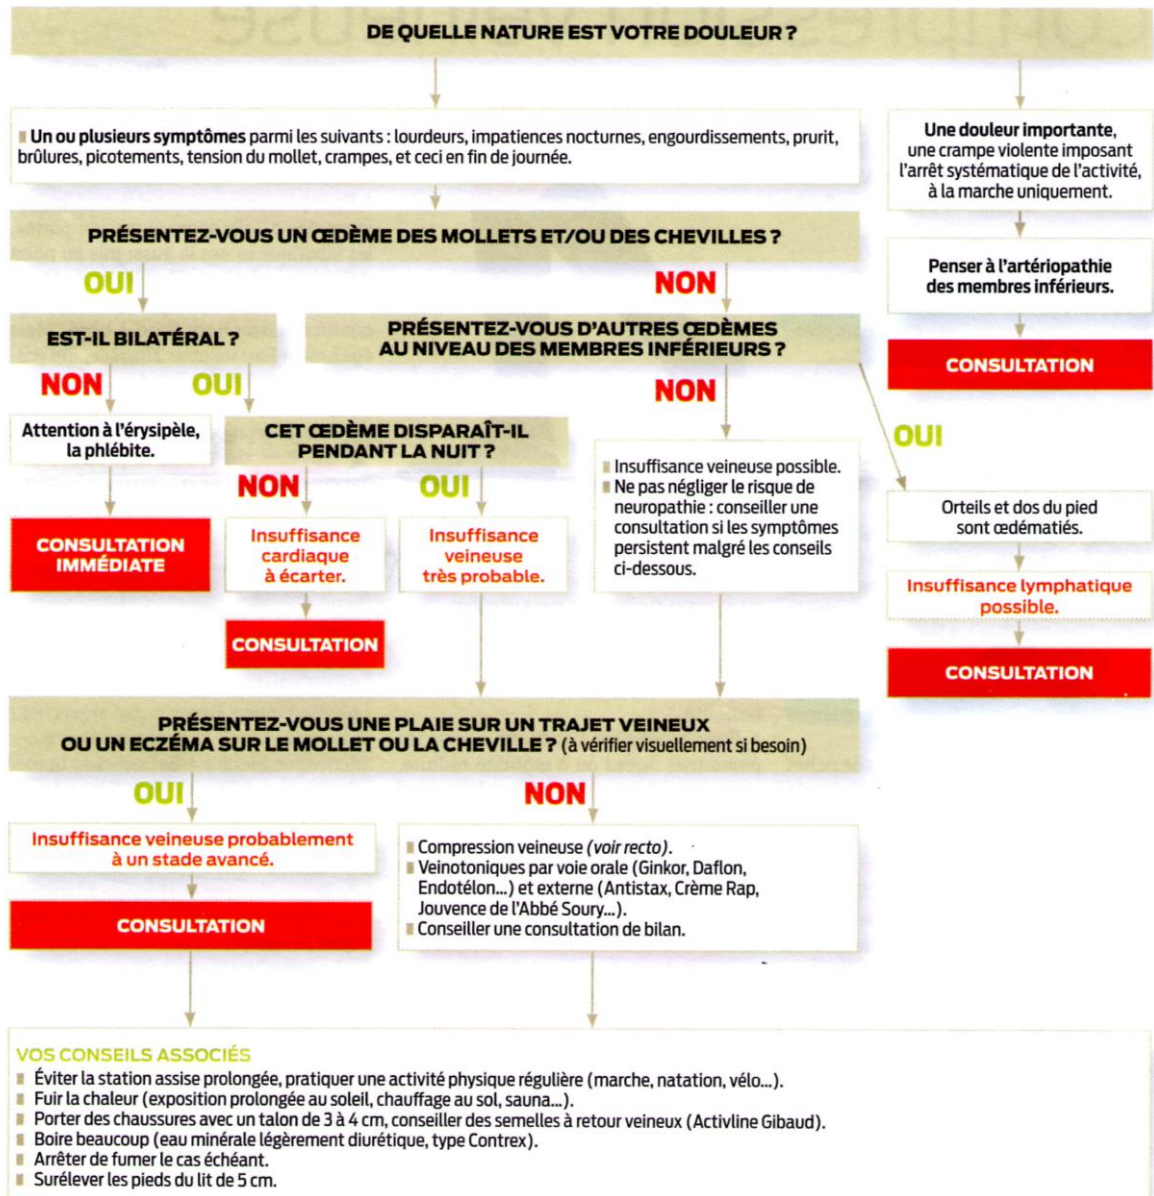 DE QUELLE NATURE EST VOTRE DOULEUR ?
Un ou plusieurs symptômes parmi les suivants : lourdeurs, impatiences nocturnes, engourdissements, prurit,
brûlures, picotements, tension du mollet, crampes, et ceci en fin de journée.
Une douleur importante,
une crampe violente imposant
l'arrêt systématique de l'activité,
à la marche uniquement.
PRÉSENTEZ-VOUS UN ŒDÈME DES MOLLETS ET/OU DES CHEVILLES ?
Penser à l'artériopathie
des membres inférieurs.
CONSULTATION
OUI
NON
EST-IL BILATÉRAL ?
PRÉSENTEZ-VOUS D'AUTRES ŒDÈMES
AU NIVEAU DES MEMBRES INFÉRIEURS ?
NON
OUI
NON
OUI
Attention à l'érysipèle,
la phlébite.
CONSULTATION
IMMÉDIATE
CET ŒDÈME DISPARAÎT-IL
PENDANT LA NUIT ?
NON
OUI
Insuffisance
cardiaque
à écarter.
CONSULTATION
Insuffisance
veineuse
très probable.
Insuffisance veineuse possible.
Ne pas négliger le risque de
neuropathie : conseiller une
consultation si les symptômes
persistent malgré les conseils
ci-dessous.
Orteils et dos du pied
sont œdématiés.
Insuffisance lymphatique
possible.
CONSULTATION
PRÉSENTEZ-VOUS UNE PLAIE SUR UN TRAJET VEINEUX
OU UN ECZÉMA SUR LE MOLLET OU LA CHEVILLE ? (à vérifier visuellement si besoin)
OUI
NON
Insuffisance veineuse probablement
à un stade avancé.
CONSULTATION
Compression veineuse (voir recto).
Veinotoniques par voie orale (Ginkor, Daflon,
Endotélon...) et externe (Antistax, Crème Rap,
Jouvence de l'Abbé Soury...).
Conseiller une consultation de bilan.
VOS CONSEILS ASSOCIÉS
Éviter la station assise prolongée, pratiquer une activité physique régulière (marche, natation, vélo...).
Fuir la chaleur (exposition prolongée au soleil, chauffage au sol, sauna...).
Porter des chaussures avec un talon de 3 à 4 cm, conseiller des semelles à retour veineux (Activline Gibaud).
Boire beaucoup (eau minérale légèrement diurétique, type Contrex).
Arrêter de fumer le cas échéant.
Surélever les pieds du lit de 5 cm.